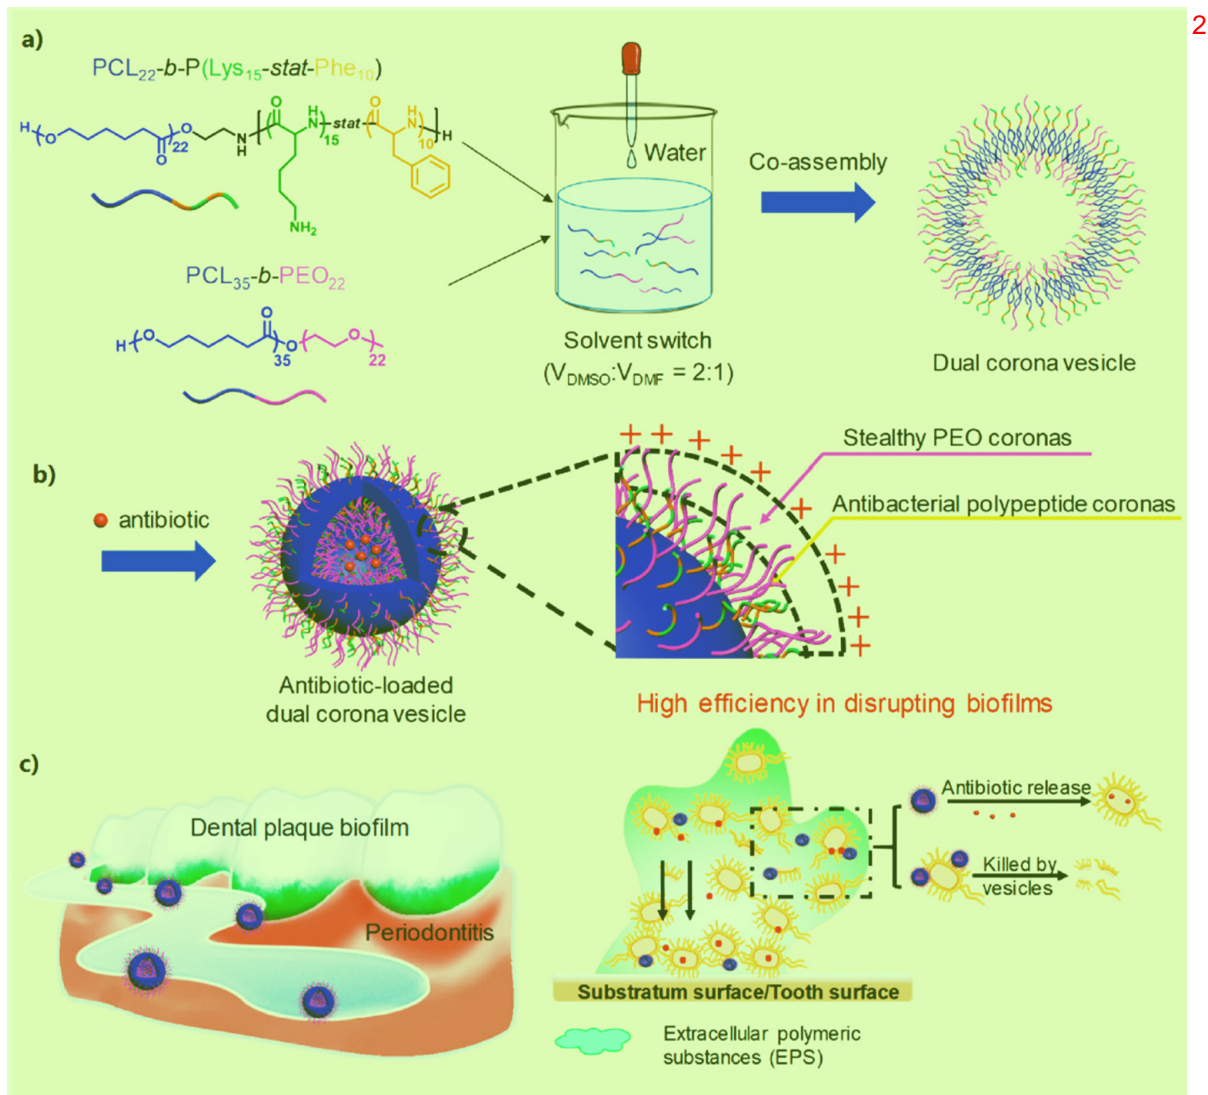 2
a)
PCL22-b-P(Lys15-stat-Phe10)
H O O 22 O N H O H N 15 stat O H N 10 H
NH2
Water
Co-assembly
PCL35-b-PEO22
H O O 35 O O 22
Solvent switch
(VDMSO:VDMF = 2:1)
Dual corona vesicle
b)
antibiotic
Stealthy PEO coronas
Antibacterial polypeptide coronas
+ + + + + + + + + +
Antibiotic-loaded
dual corona vesicle
High efficiency in disrupting biofilms
c)
Dental plaque biofilm
Periodontitis
Antibiotic release
Killed by
vesicles
Substratum surface/Tooth surface
Extracellular polymeric
substances (EPS)